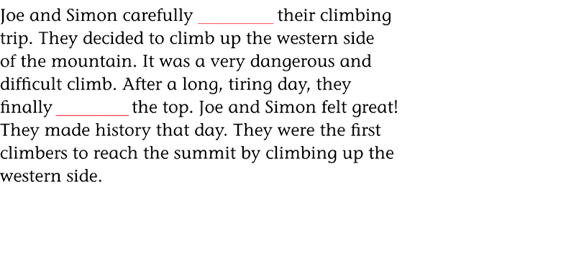 Joe and Simon carefully ________ their climbing
trip. They decided to climb up the western side
of the mountain. It was a very dangerous and
difficult climb. After a long, tiring day, they
finally ________ the top. Joe and Simon felt great!
They made history that day. They were the first
climbers to reach the summit by climbing up the
western side.